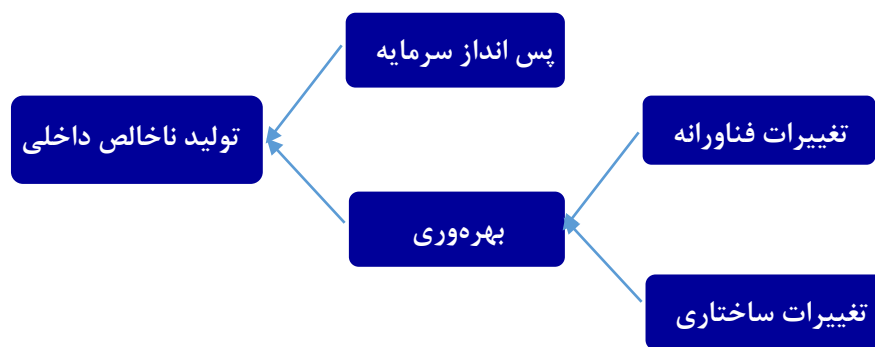 پس انداز سرمایه
تولید ناخالص داخلی
تغییرات فناورانه
بهره‌وری
تغییرات ساختاری